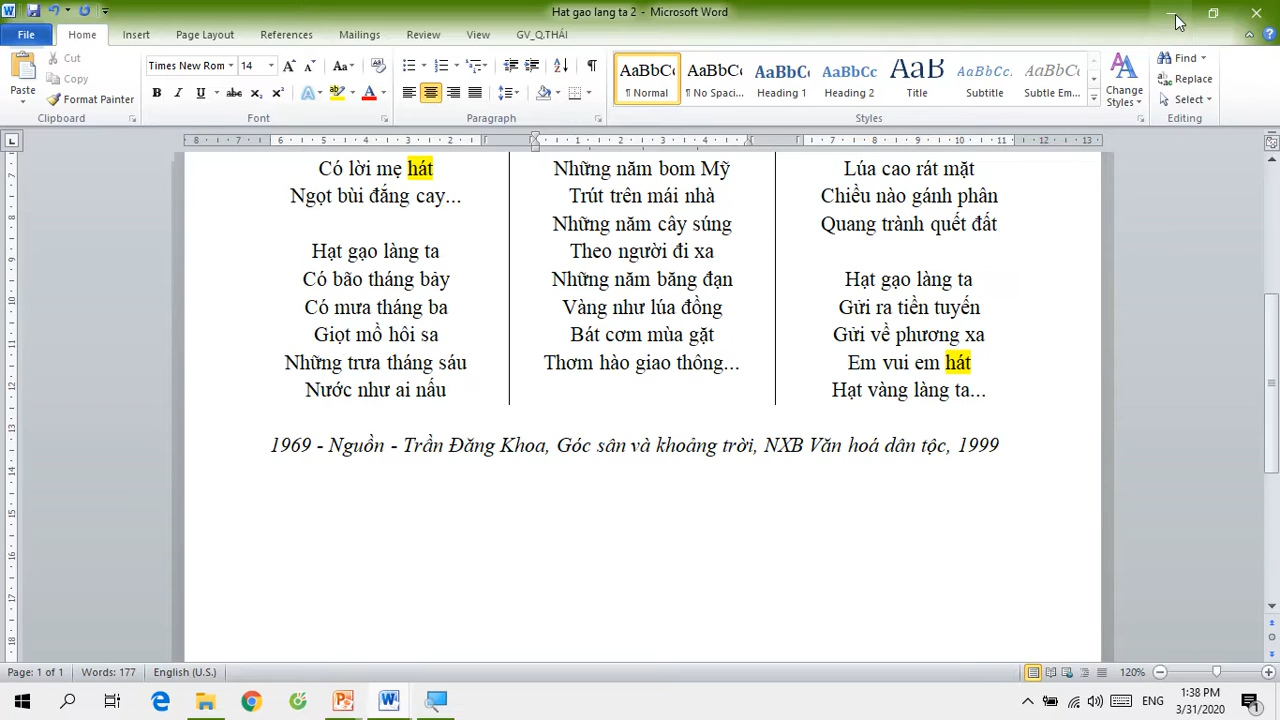 Hat gao lang ta 2 - Microsoft Word
File Home Insert Page Layout References Mailings Review View GV_Q.THÁI
Paste
Cut
Copy
Format Painter
Clipboard
Times New Rom 14
Font
Paragraph
AaBbCc
¶ Normal
AaBbCc
¶ No Spaci...
AaBbCc
Heading 1
AaBbCc
Heading 2
AaB
Title
AaBbCc
Subtitle
AaBbCc
Subtle Em...
Change
Styles
Styles
Find
Replace
Select
Editing
Có lời mẹ hát
Ngọt bùi đắng cay...
Hạt gạo làng ta
Có bão tháng bảy
Có mưa tháng ba
Giọt mồ hôi sa
Những trưa tháng sáu
Nước như ai nấu
Những năm bom Mỹ
Trút trên mái nhà
Những năm cây súng
Theo người đi xa
Những năm băng đạn
Vàng như lúa đồng
Bát cơm mùa gặt
Thơm hào giao thông...
Lúa cao rát mặt
Chiều nào gánh phân
Quang trành quết đất
Hạt gạo làng ta
Gửi ra tiền tuyến
Gửi về phương xa
Em vui em hát
Hạt vàng làng ta...
1969 - Nguồn - Trần Đăng Khoa, Góc sân và khoảng trời, NXB Văn hoá dân tộc, 1999
Page: 1 of 1 Words: 177 English (U.S.) 120%
ENG
1:38 PM
3/31/2020